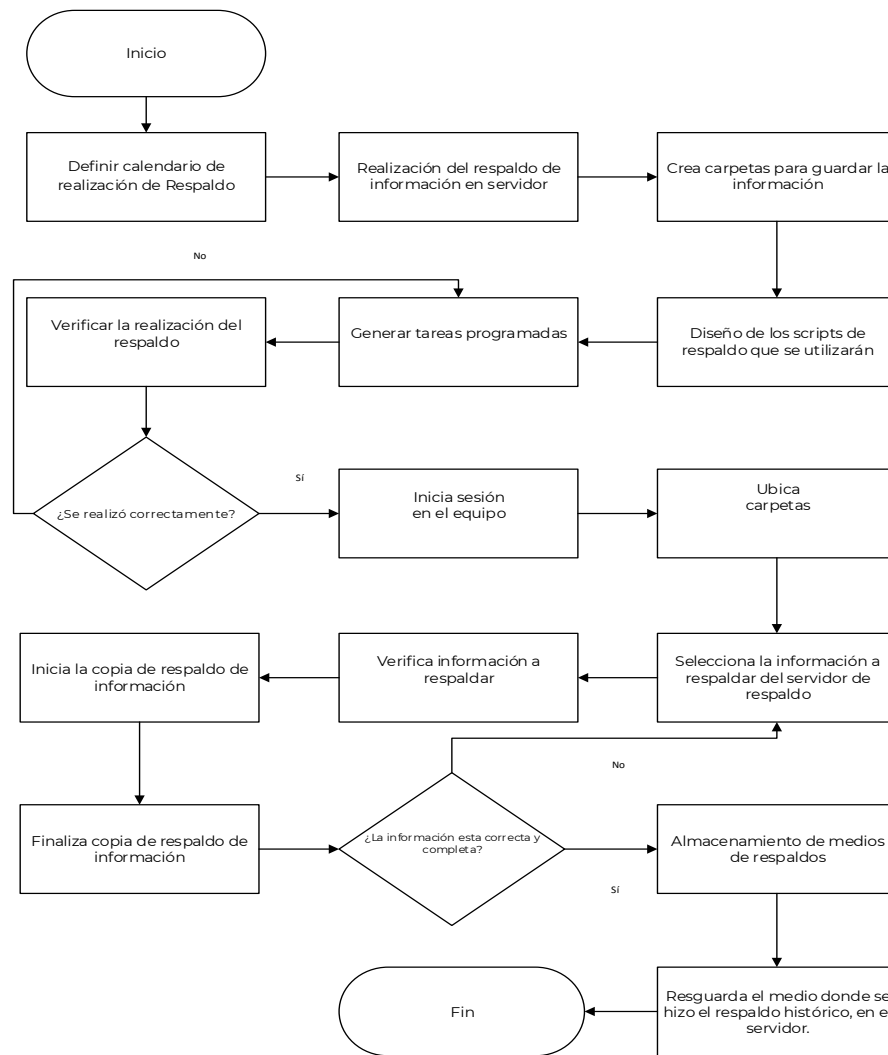 Inicio
Definir calendario de
realización de Respaldo
Realización del respaldo de
información en servidor
Crea carpetas para guardar la
información
No
Verificar la realización del
respaldo
Generar tareas programadas
Diseño de los scripts de
respaldo que se utilizarán
¿Se realizó correctamente?
Sí
Inicia sesión
en el equipo
Ubica
carpetas
Inicia la copia de respaldo de
información
Verifica información a
respaldar
Selecciona la información a
respaldar del servidor de
respaldo
No
Finaliza copia de respaldo de
información
¿La información esta correcta y
completa?
Almacenamiento de medios
de respaldos
Sí
Fin
Resguarda el medio donde se
hizo el respaldo histórico, en e
servidor.